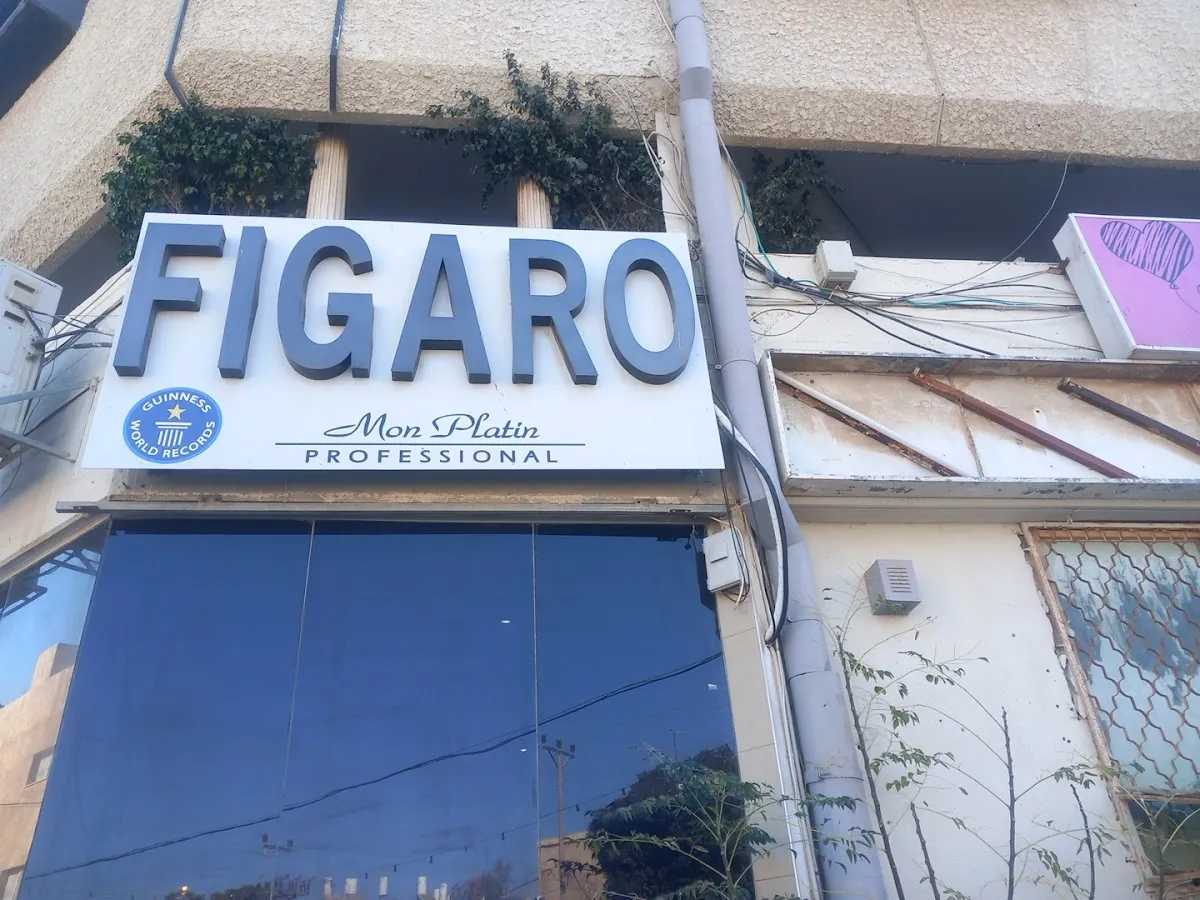 FIGARO
GUINNESS
WORLD RECORDS
Mon Platin
PROFESSIONAL